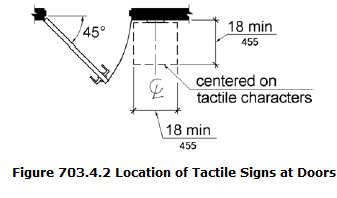 45°
18 min
455
centered on
tactile characters
℄
18 min
455
Figure 703.4.2 Location of Tactile Signs at Doors